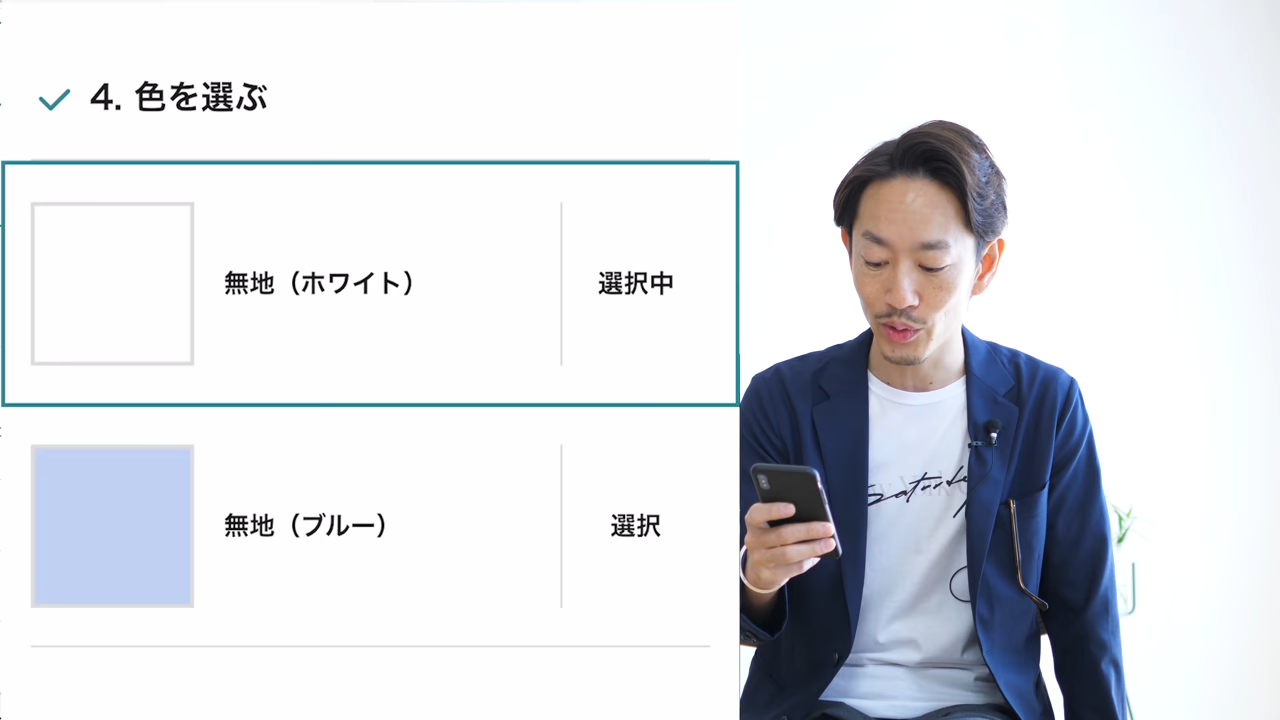 4. 色を選ぶ
無地（ホワイト）
選択中
無地（ブルー）
選択